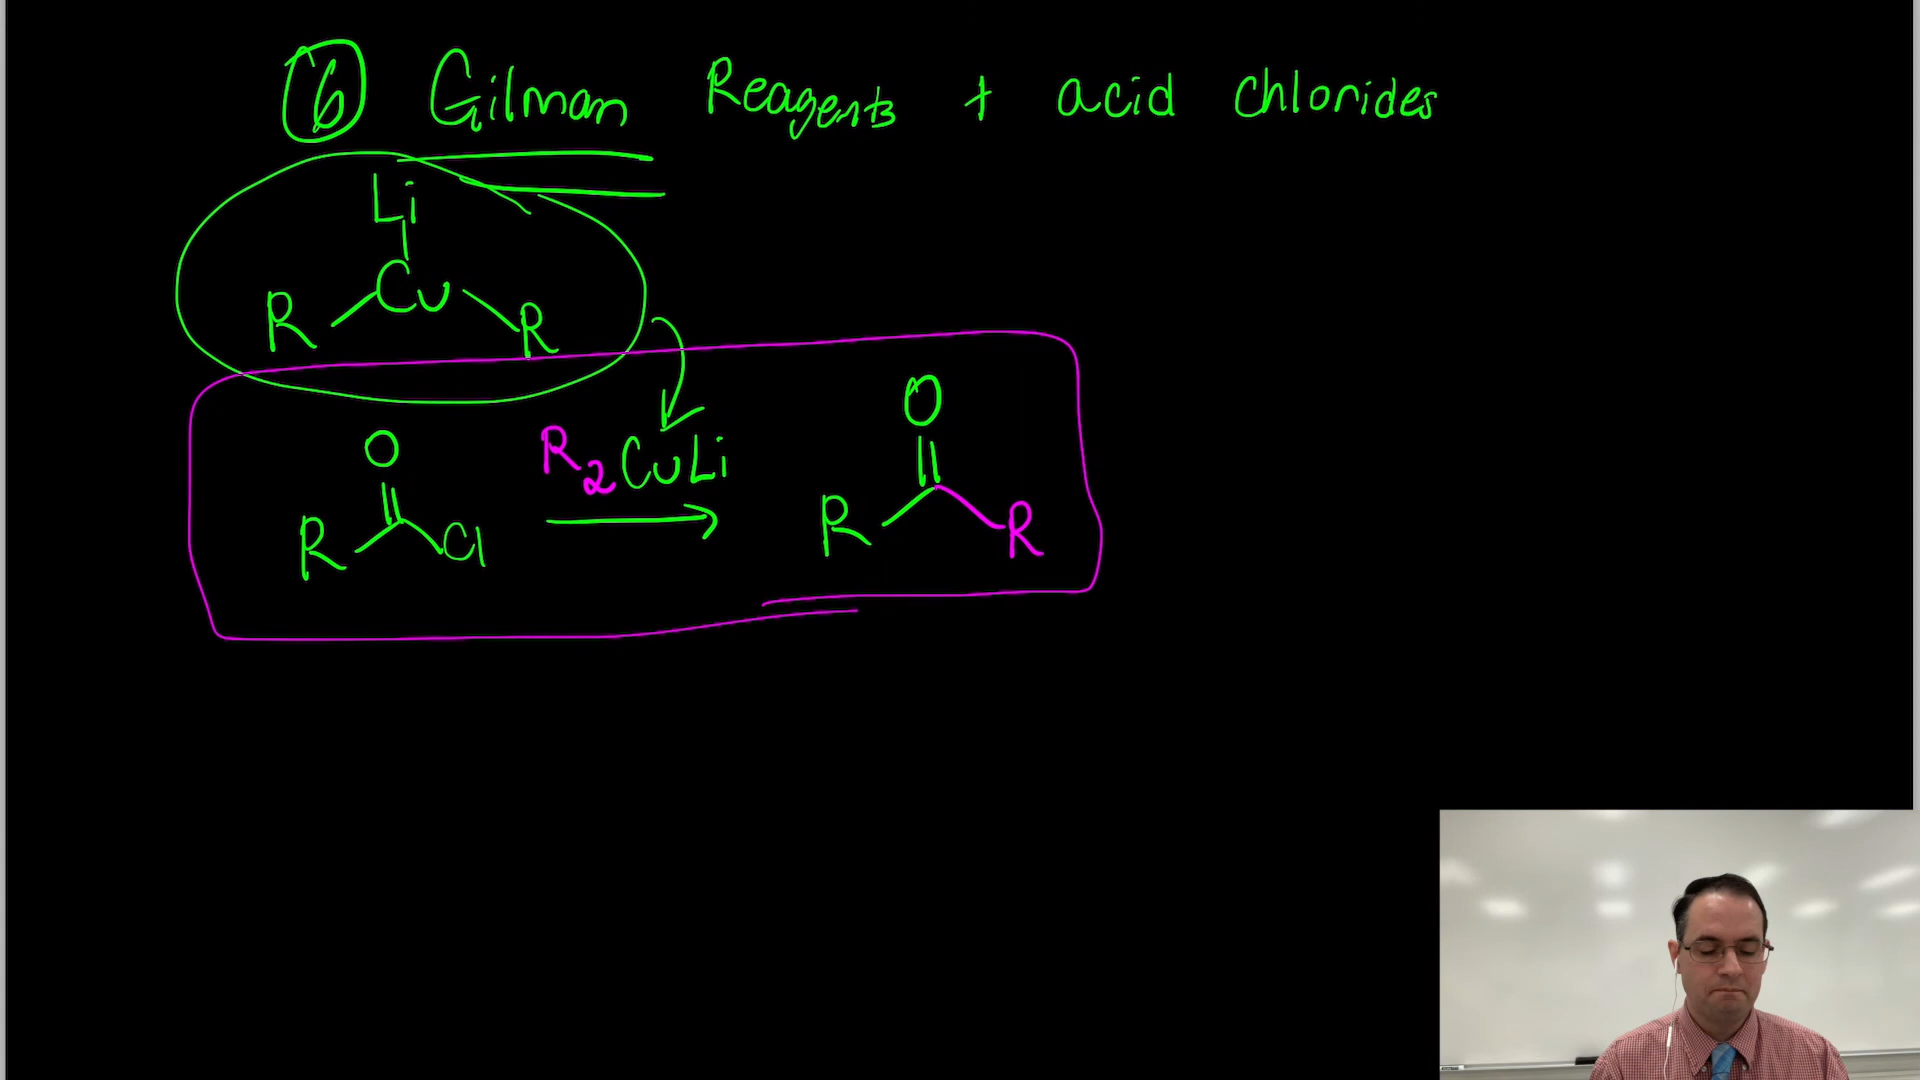 6 Gilman Reagents + acid chlorides
Li
R Cu R
O
R Cl
R2CuLi
O
R R